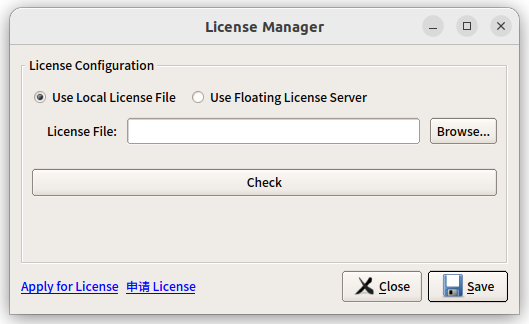 License Manager
License Configuration
Use Local License File Use Floating License Server
License File: Browse...
Check
Apply for License 申请 License Close Save